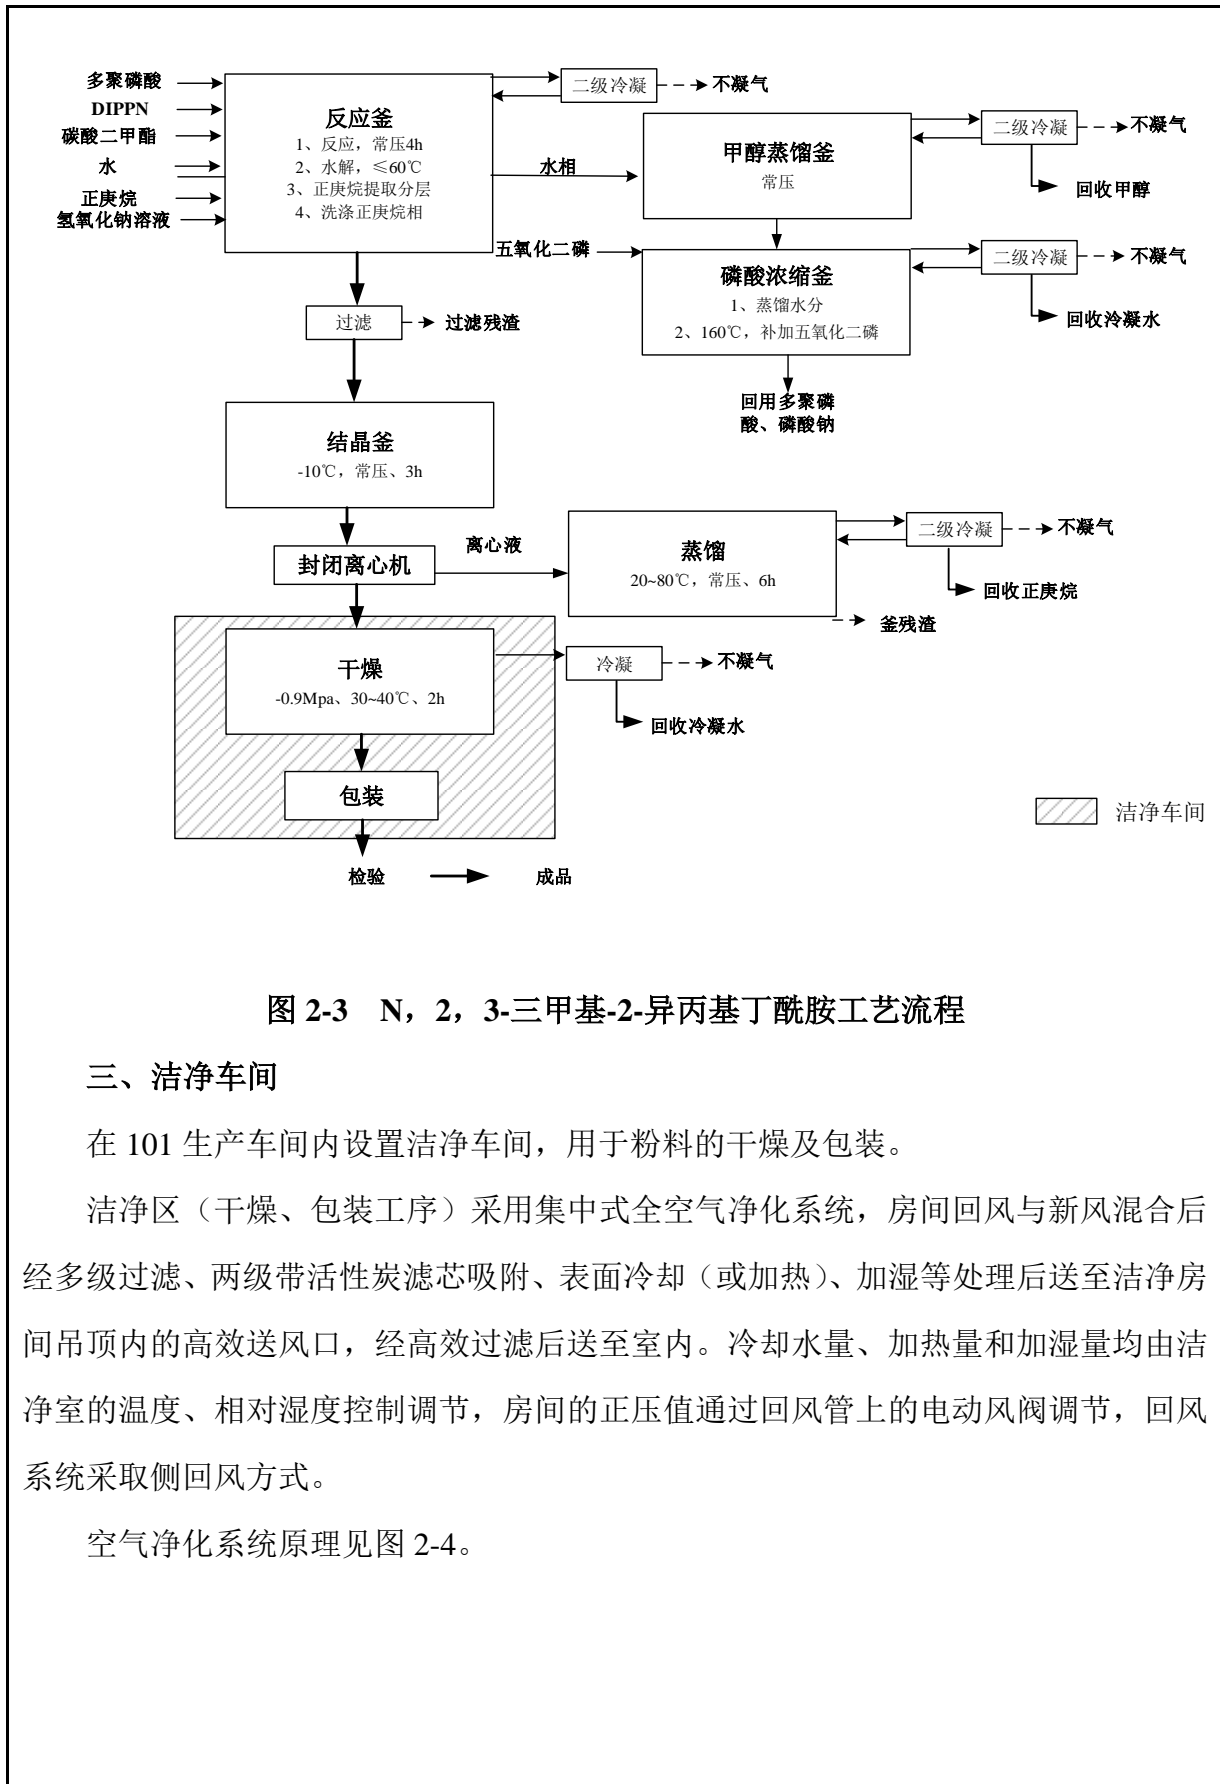 多聚磷酸
DIPPN
碳酸二甲酯
水
正庚烷
氢氧化钠溶液
反应釜
1、反应，常压4h
2、水解，≤60℃
3、正庚烷提取分层
4、洗涤正庚烷相
二级冷凝
不凝气
水相
甲醇蒸馏釜
常压
二级冷凝
不凝气
回收甲醇
五氧化二磷
磷酸浓缩釜
1、蒸馏水分
2、160℃，补加五氧化二磷
二级冷凝
不凝气
回收冷凝水
回用多聚磷
酸、磷酸钠
过滤
过滤残渣
结晶釜
-10℃，常压、3h
封闭离心机
离心液
蒸馏
20~80℃，常压、6h
二级冷凝
不凝气
回收正庚烷
釜残渣
干燥
-0.9Mpa、30~40℃、2h
冷凝
不凝气
回收冷凝水
包装
洁净车间
检验
成品
图 2-3 N，2，3-三甲基-2-异丙基丁酰胺工艺流程
三、洁净车间
在 101 生产车间内设置洁净车间，用于粉料的干燥及包装。
洁净区（干燥、包装工序）采用集中式全空气净化系统，房间回风与新风混合后
经多级过滤、两级带活性炭滤芯吸附、表面冷却（或加热）、加湿等处理后送至洁净房
间吊顶内的高效送风口，经高效过滤后送至室内。冷却水量、加热量和加湿量均由洁
净室的温度、相对湿度控制调节，房间的正压值通过回风管上的电动风阀调节，回风
系统采取侧回风方式。
空气净化系统原理见图 2-4。